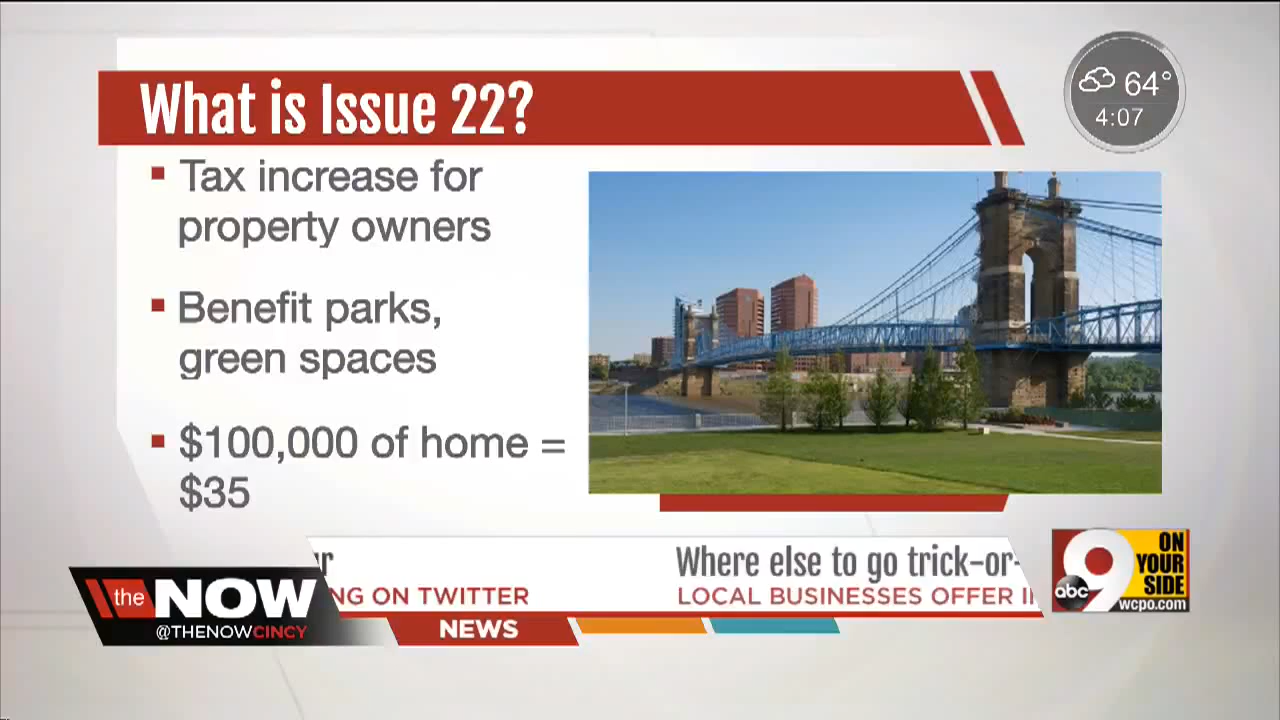 What is Issue 22?
64°
4:07
Tax increase for
property owners
Benefit parks,
green spaces
$100,000 of home =
$35
Where else to go trick-or-
NG ON TWITTER
LOCAL BUSINESSES OFFER
the NOW
@THENOWCINCY
NEWS
abc 9
ON
YOUR
SIDE
wcpo.com